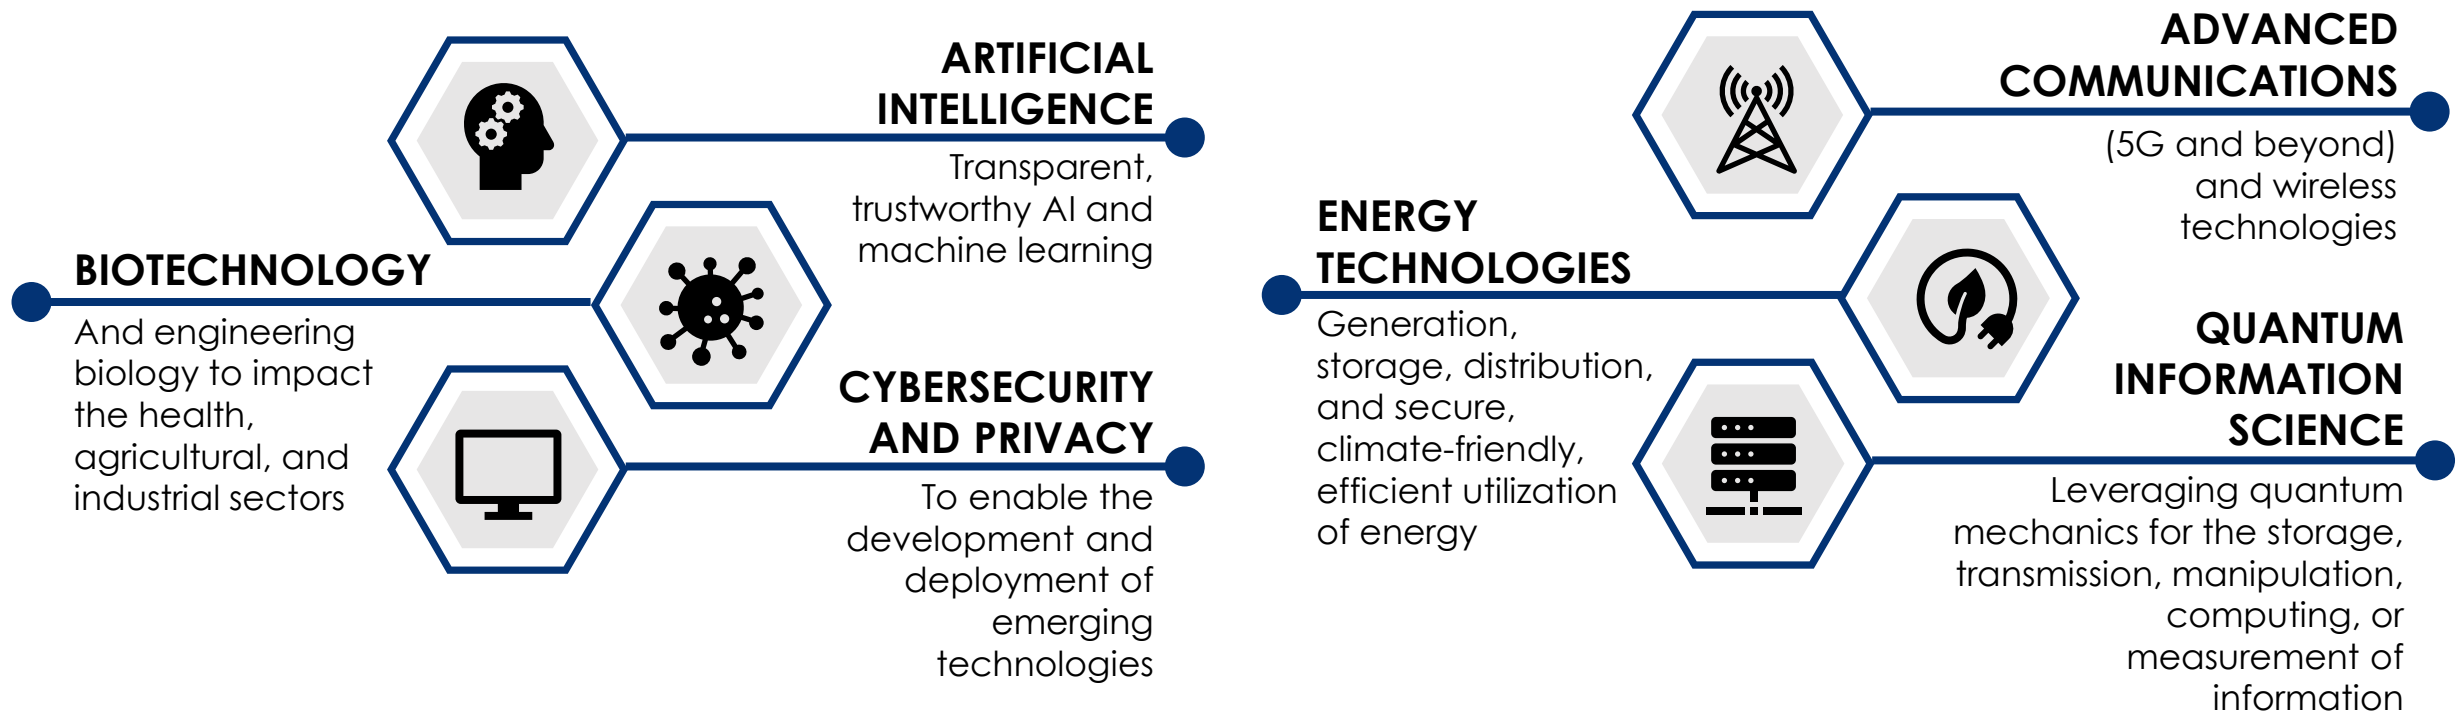 ARTIFICIAL
INTELLIGENCE
Transparent,
trustworthy AI and
machine learning
BIOTECHNOLOGY
And engineering
biology to impact
the health,
agricultural, and
industrial sectors
CYBERSECURITY
AND PRIVACY
To enable the
development and
deployment of
emerging
technologies
ADVANCED
COMMUNICATIONS
(5G and beyond)
and wireless
technologies
ENERGY
TECHNOLOGIES
Generation,
storage, distribution,
and secure,
climate-friendly,
efficient utilization
of energy
QUANTUM
INFORMATION
SCIENCE
Leveraging quantum
mechanics for the storage,
transmission, manipulation,
computing, or
measurement of
information